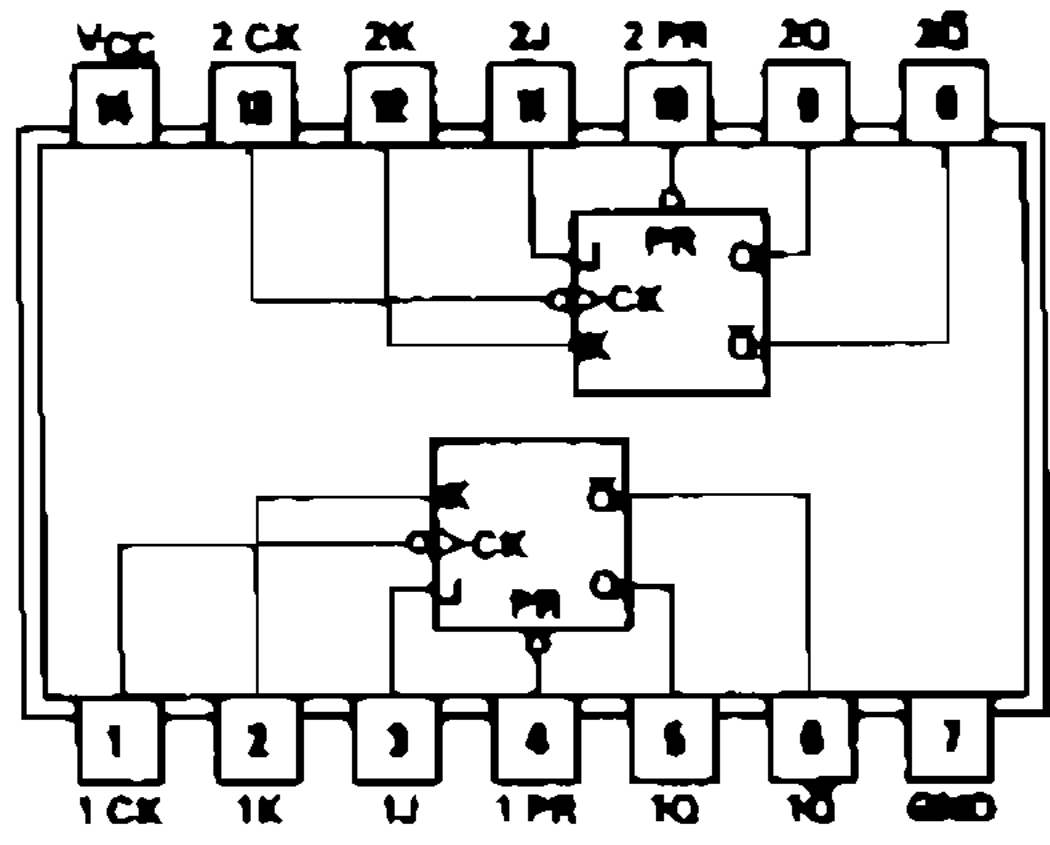 VCC 2 CK 2K 2J 2 PR 2Q 2Q̅
14 13 12 11 10 9 8
PR
J Q
CK
K Q̅
K Q̅
CK
J Q
PR
1 2 3 4 5 6 7
1 CK 1K 1J 1 PR 1Q 1Q̅ GND